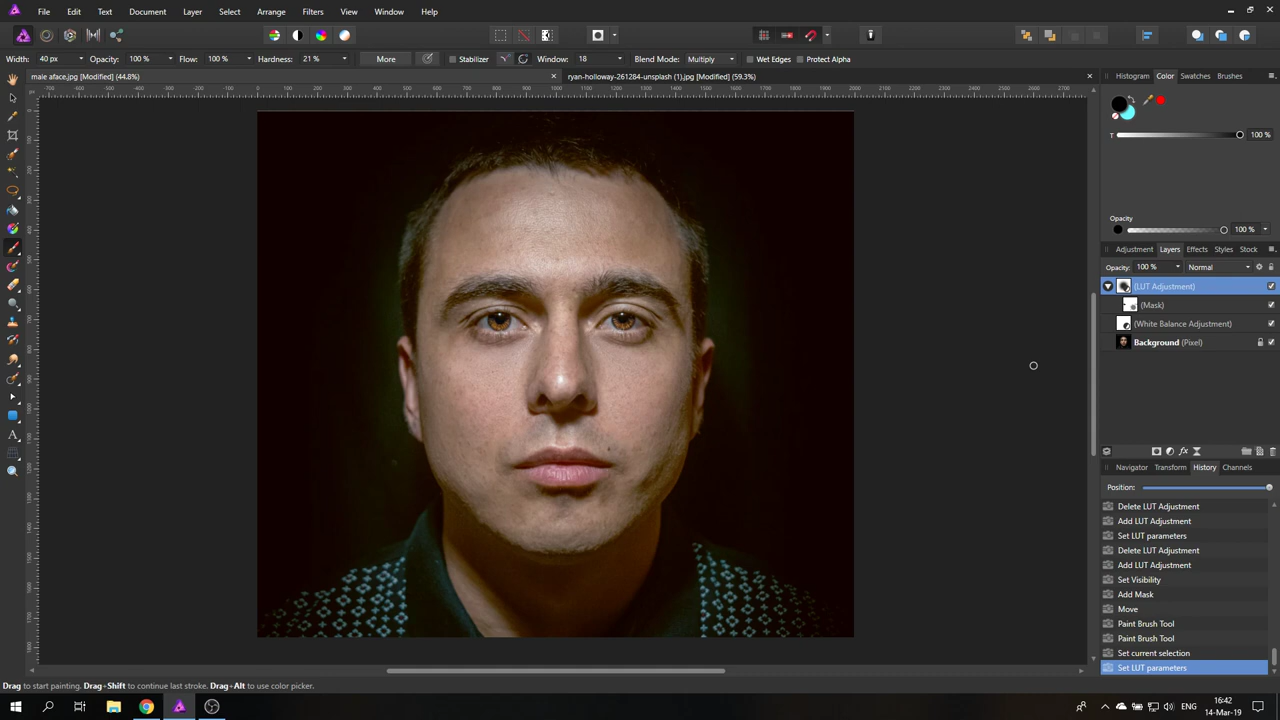 File Edit Text Document Layer Select Arrange Filters View Window Help
Width: 40 px Opacity: 100 % Flow: 100 % Hardness: 21 % More Stabilizer Window: 18 Blend Mode: Multiply Wet Edges Protect Alpha
male aface.jpg [Modified] (44.8%) ryan-holloway-261284-unsplash (1).jpg [Modified] (59.3%)
Histogram Color Swatches Brushes
T 100 %
Opacity
100 %
Adjustment Layers Effects Styles Stock
Opacity: 100 % Normal
(LUT Adjustment)
(Mask)
(White Balance Adjustment)
Background (Pixel)
Navigator Transform History Channels
Position:
Delete LUT Adjustment
Add LUT Adjustment
Set LUT parameters
Delete LUT Adjustment
Add LUT Adjustment
Set Visibility
Add Mask
Move
Paint Brush Tool
Paint Brush Tool
Set current selection
Set LUT parameters
Drag to start painting. Drag+Shift to continue last stroke. Drag+Alt to use color picker.
ENG
16:42
14-Mar-19